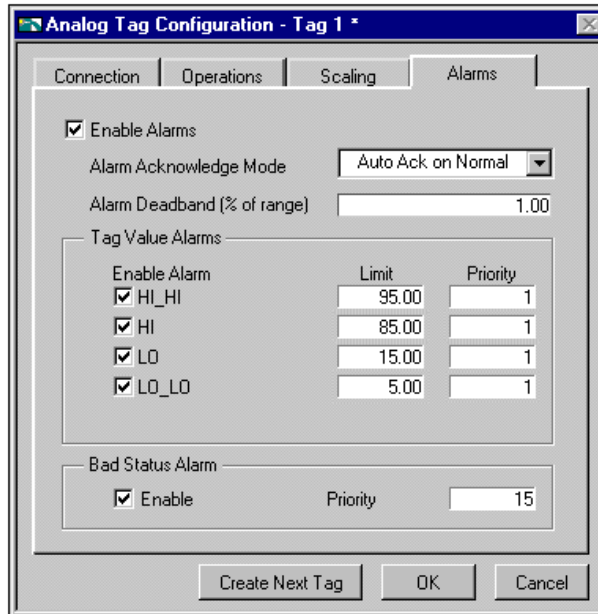 Analog Tag Configuration - Tag 1 *
Connection Operations Scaling Alarms
Enable Alarms
Alarm Acknowledge Mode Auto Ack on Normal
Alarm Deadband (% of range) 1.00
Tag Value Alarms
Enable Alarm Limit Priority
HI_HI 95.00 1
HI 85.00 1
LO 15.00 1
LO_LO 5.00 1
Bad Status Alarm
Enable Priority 15
Create Next Tag OK Cancel